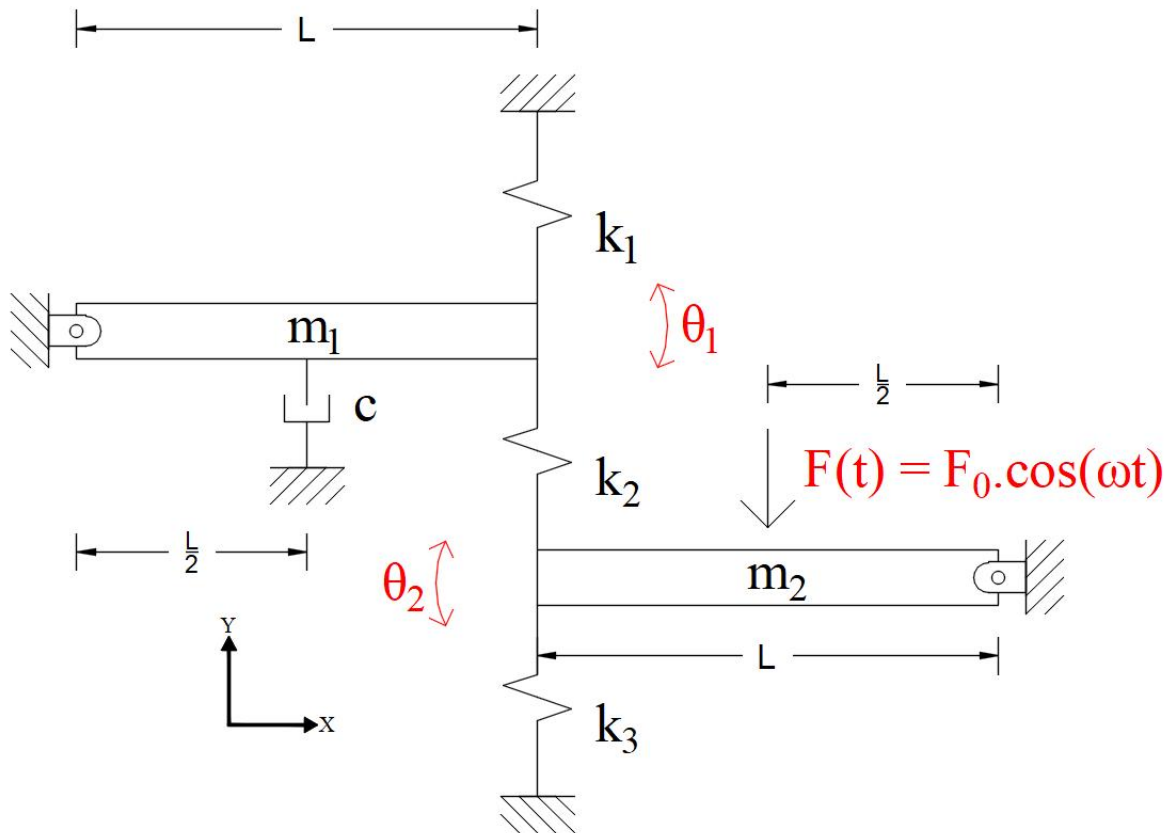 L
k₁
m₁
θ₁
c
L/2
k₂
F(t) = F₀.cos(ωt)
L/2
θ₂
m₂
Y
L
X
k₃